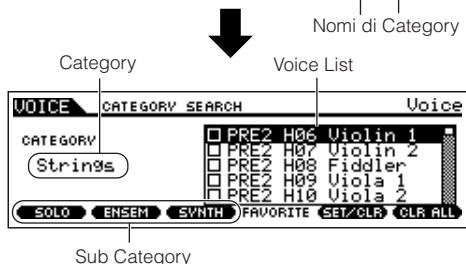 Nomi di Category
Category
Voice List
VOICE CATEGORY SEARCH Voice
CATEGORY
Strings
PRE2 H06 Violin 1
PRE2 H07 Violin 2
PRE2 H08 Fiddler
PRE2 H09 Viola 1
PRE2 H10 Viola 2
SOLO ENSEM SYNTH FAVORITE SET/CLR CLR ALL
Sub Category